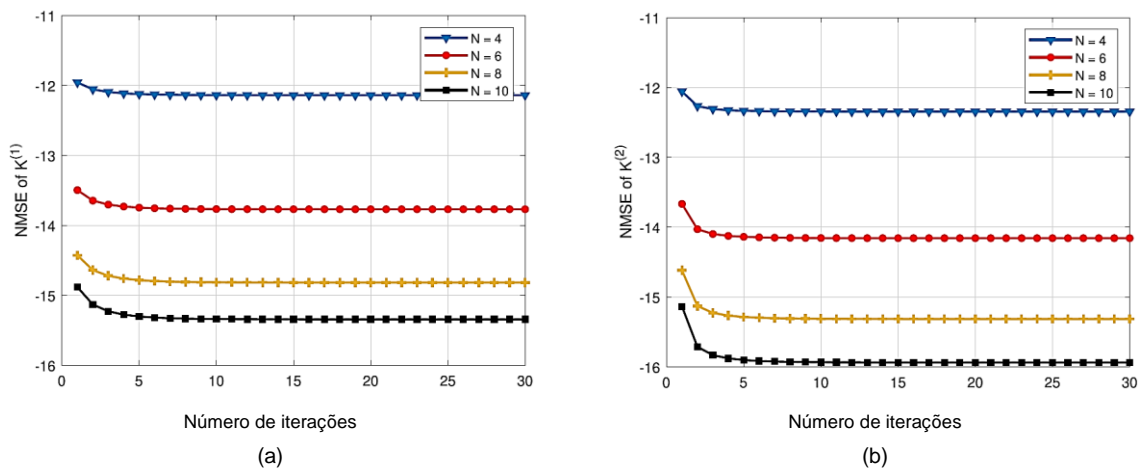 -11
-12
-13
-14
-15
-16
NMSE of K(1)
N = 4
N = 6
N = 8
N = 10
0 5 10 15 20 25 30
Número de iterações
(a)
-11
-12
-13
-14
-15
-16
NMSE of K(2)
N = 4
N = 6
N = 8
N = 10
0 5 10 15 20 25 30
Número de iterações
(b)